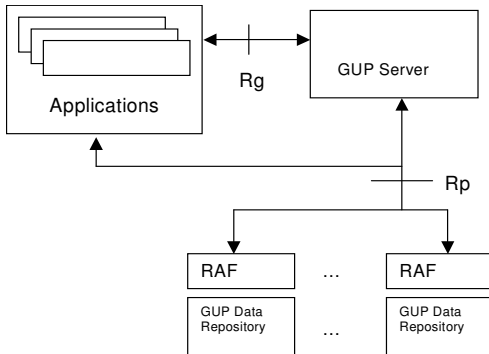 Applications
Rg
GUP Server
Rp
RAF
...
RAF
GUP Data
Repository
...
GUP Data
Repository